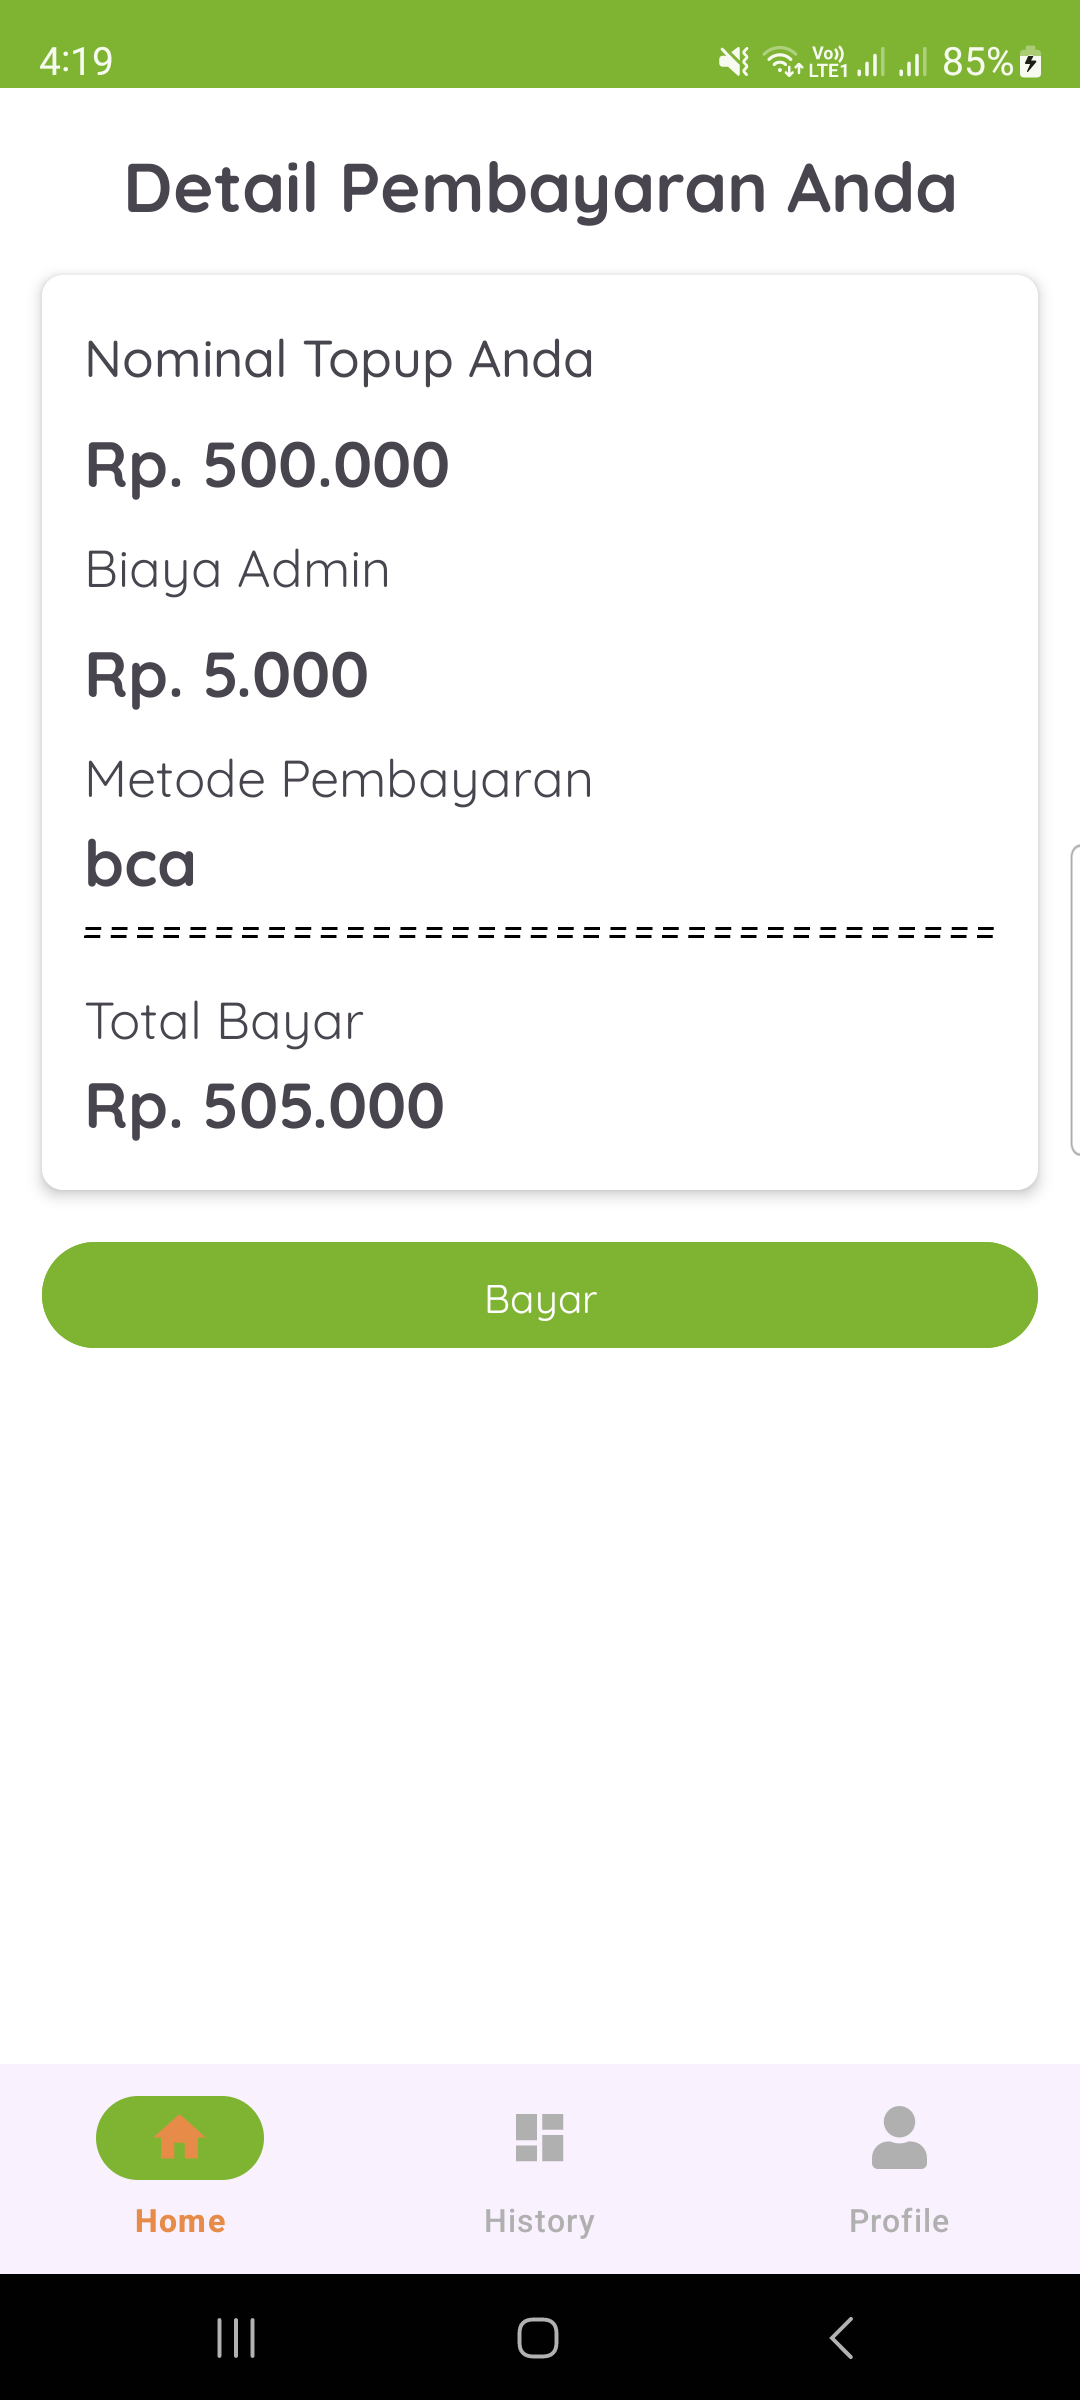 4:19
Vo)) LTE1 85%
Detail Pembayaran Anda
Nominal Topup Anda
Rp. 500.000
Biaya Admin
Rp. 5.000
Metode Pembayaran
bca
===================================
Total Bayar
Rp. 505.000
Bayar
Home History Profile